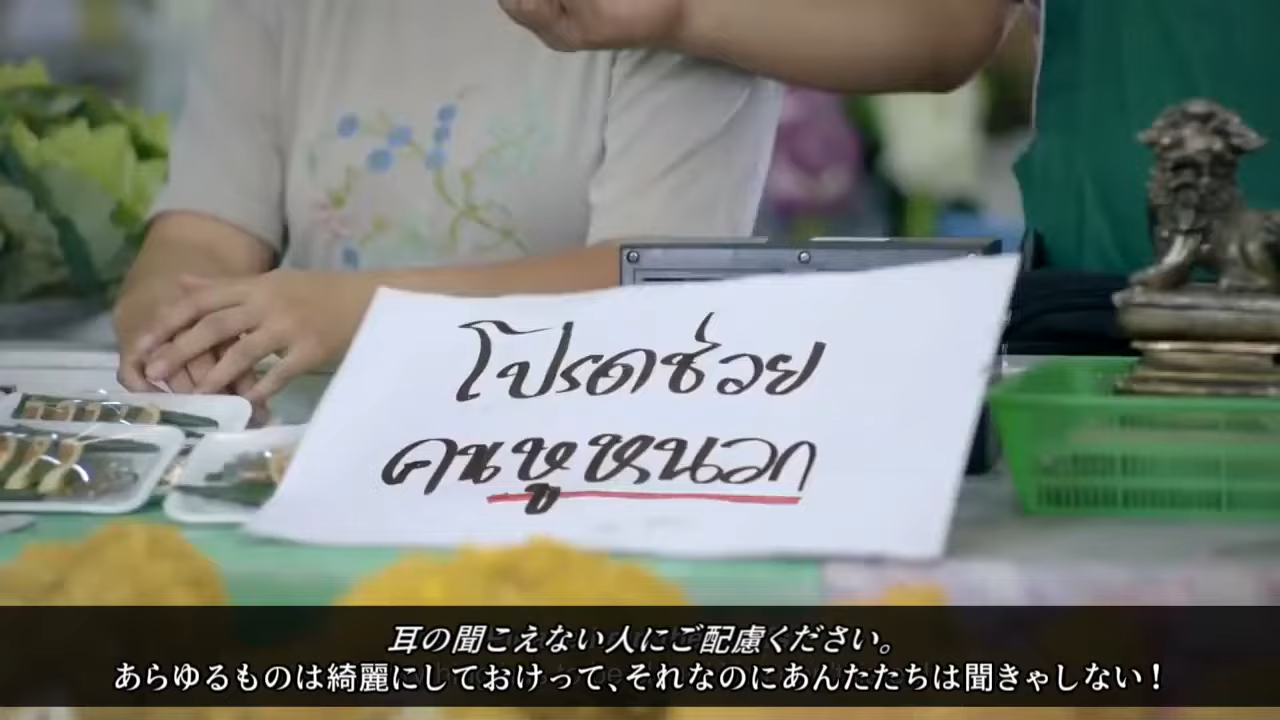 โปรดช่วย
คนหูหนวก
耳の聞こえない人にご配慮ください。
あらゆるものは綺麗にしておけって、それなのにあんたたちは聞きゃしない！